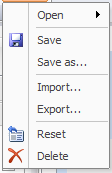 Open
Save
Save as...
Import...
Export...
Reset
Delete